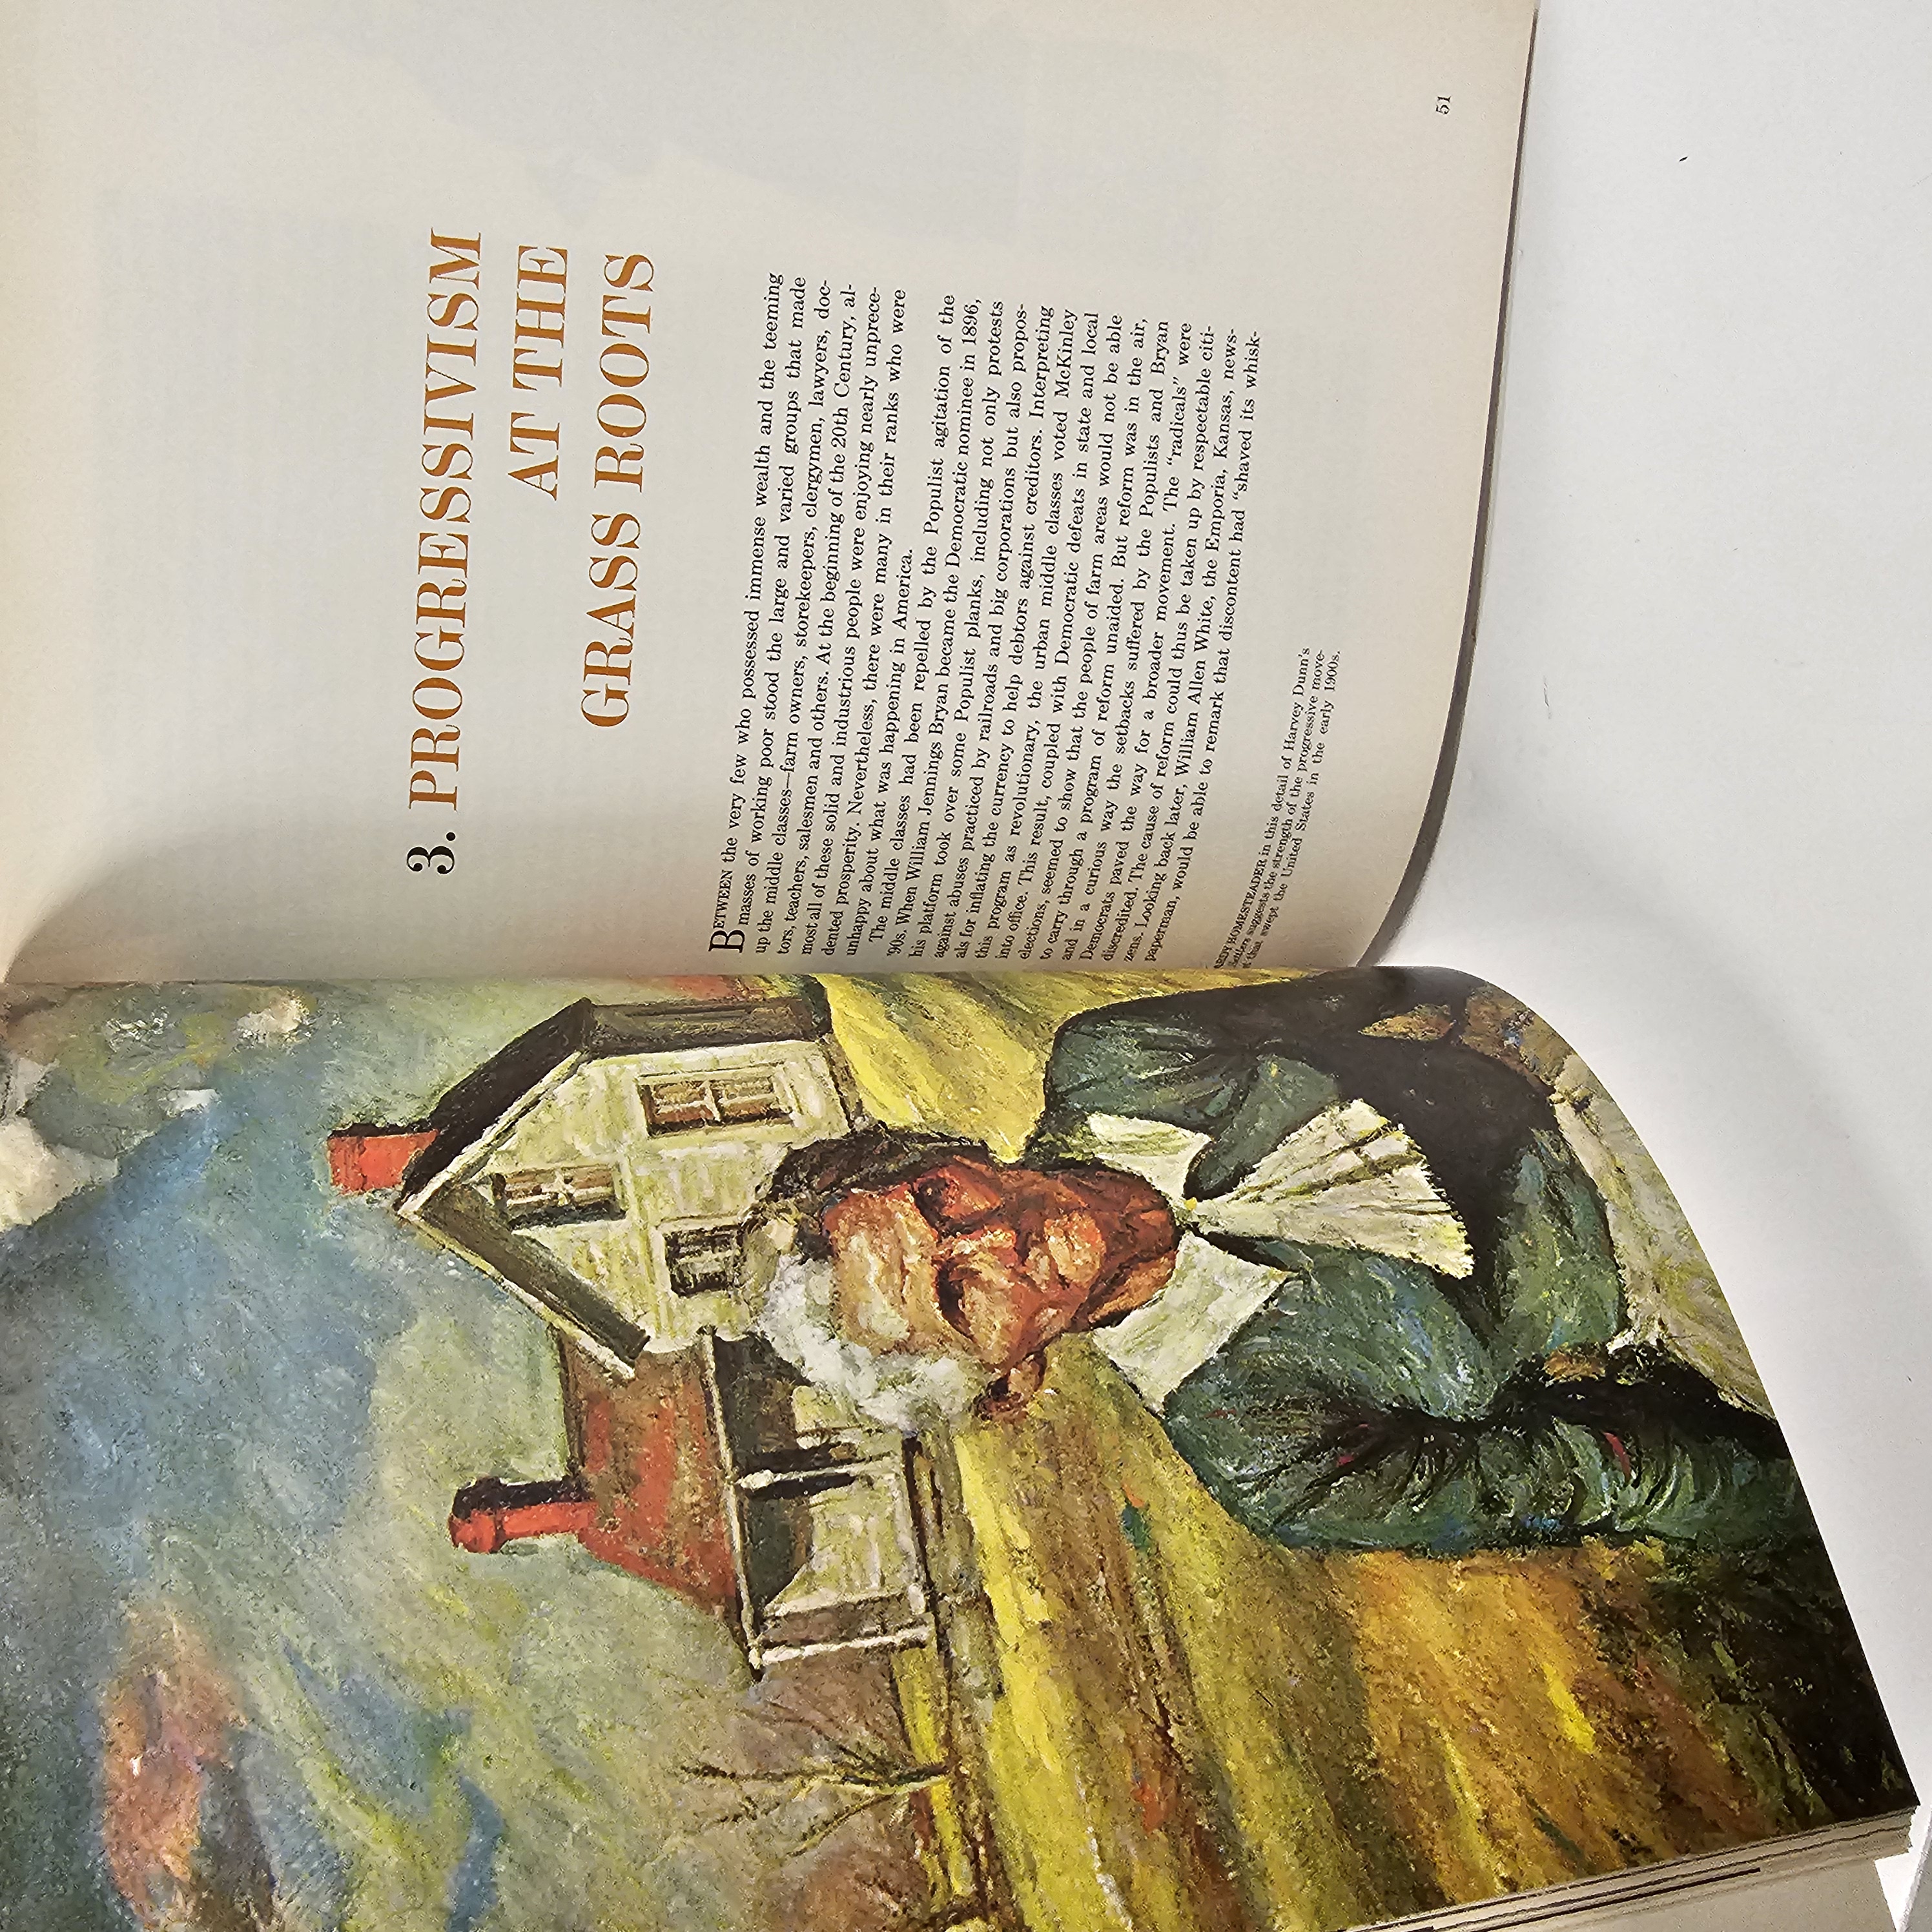 3. PROGRESSIVISM
AT THE
GRASS ROOTS
BETWEEN the very few who possessed immense wealth and the teeming
masses of working poor stood the large and varied groups that made
up the middle classes—farm owners, storekeepers, clergymen, lawyers, doc-
tors, teachers, salesmen and others. At the beginning of the 20th Century, al-
most all of these solid and industrious people were enjoying nearly unprece-
dented prosperity. Nevertheless, there were many in their ranks who were
unhappy about what was happening in America.
The middle classes had been repelled by the Populist agitation of the
'90s. When William Jennings Bryan became the Democratic nominee in 1896,
his platform took over some Populist planks, including not only protests
against abuses practiced by railroads and big corporations but also propos-
als for inflating the currency to help debtors against creditors. Interpreting
this program as revolutionary, the urban middle classes voted McKinley
into office. This result, coupled with Democratic defeats in state and local
elections, seemed to show that the people of farm areas would not be able
to carry through a program of reform unaided. But reform was in the air,
and in a curious way the setbacks suffered by the Populists and Bryan
Democrats paved the way for a broader movement. The "radicals" were
discredited. The cause of reform could thus be taken up by respectable citi-
zens. Looking back later, William Allen White, the Emporia, Kansas, news-
paperman, would be able to remark that discontent had "shaved its whisk-
HOMESTEADER in this detail of Harvey Dunn's
suggests the strength of the progressive move-
that swept the United States in the early 1900s.
51